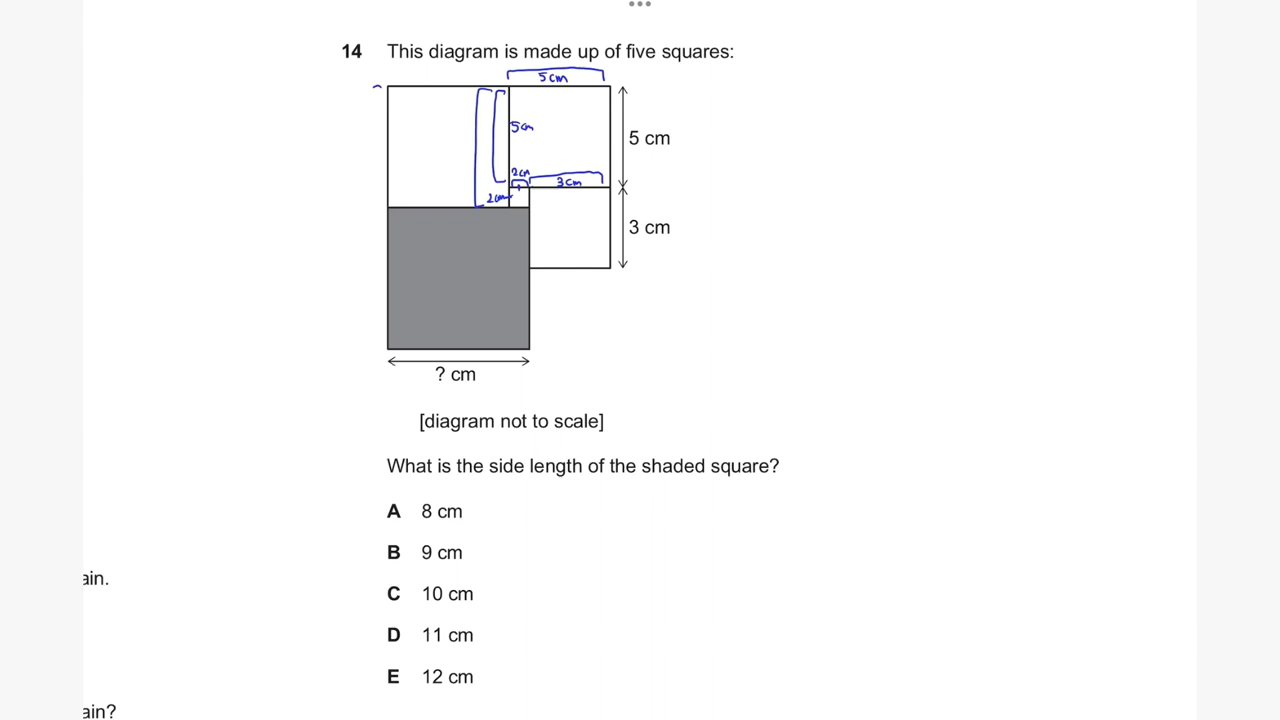 •••
14 This diagram is made up of five squares:
5cm
5cm
5 cm
2cm
3cm
2cm
3 cm
? cm
[diagram not to scale]
What is the side length of the shaded square?
A 8 cm
B 9 cm
C 10 cm
ain.
D 11 cm
E 12 cm
ain?